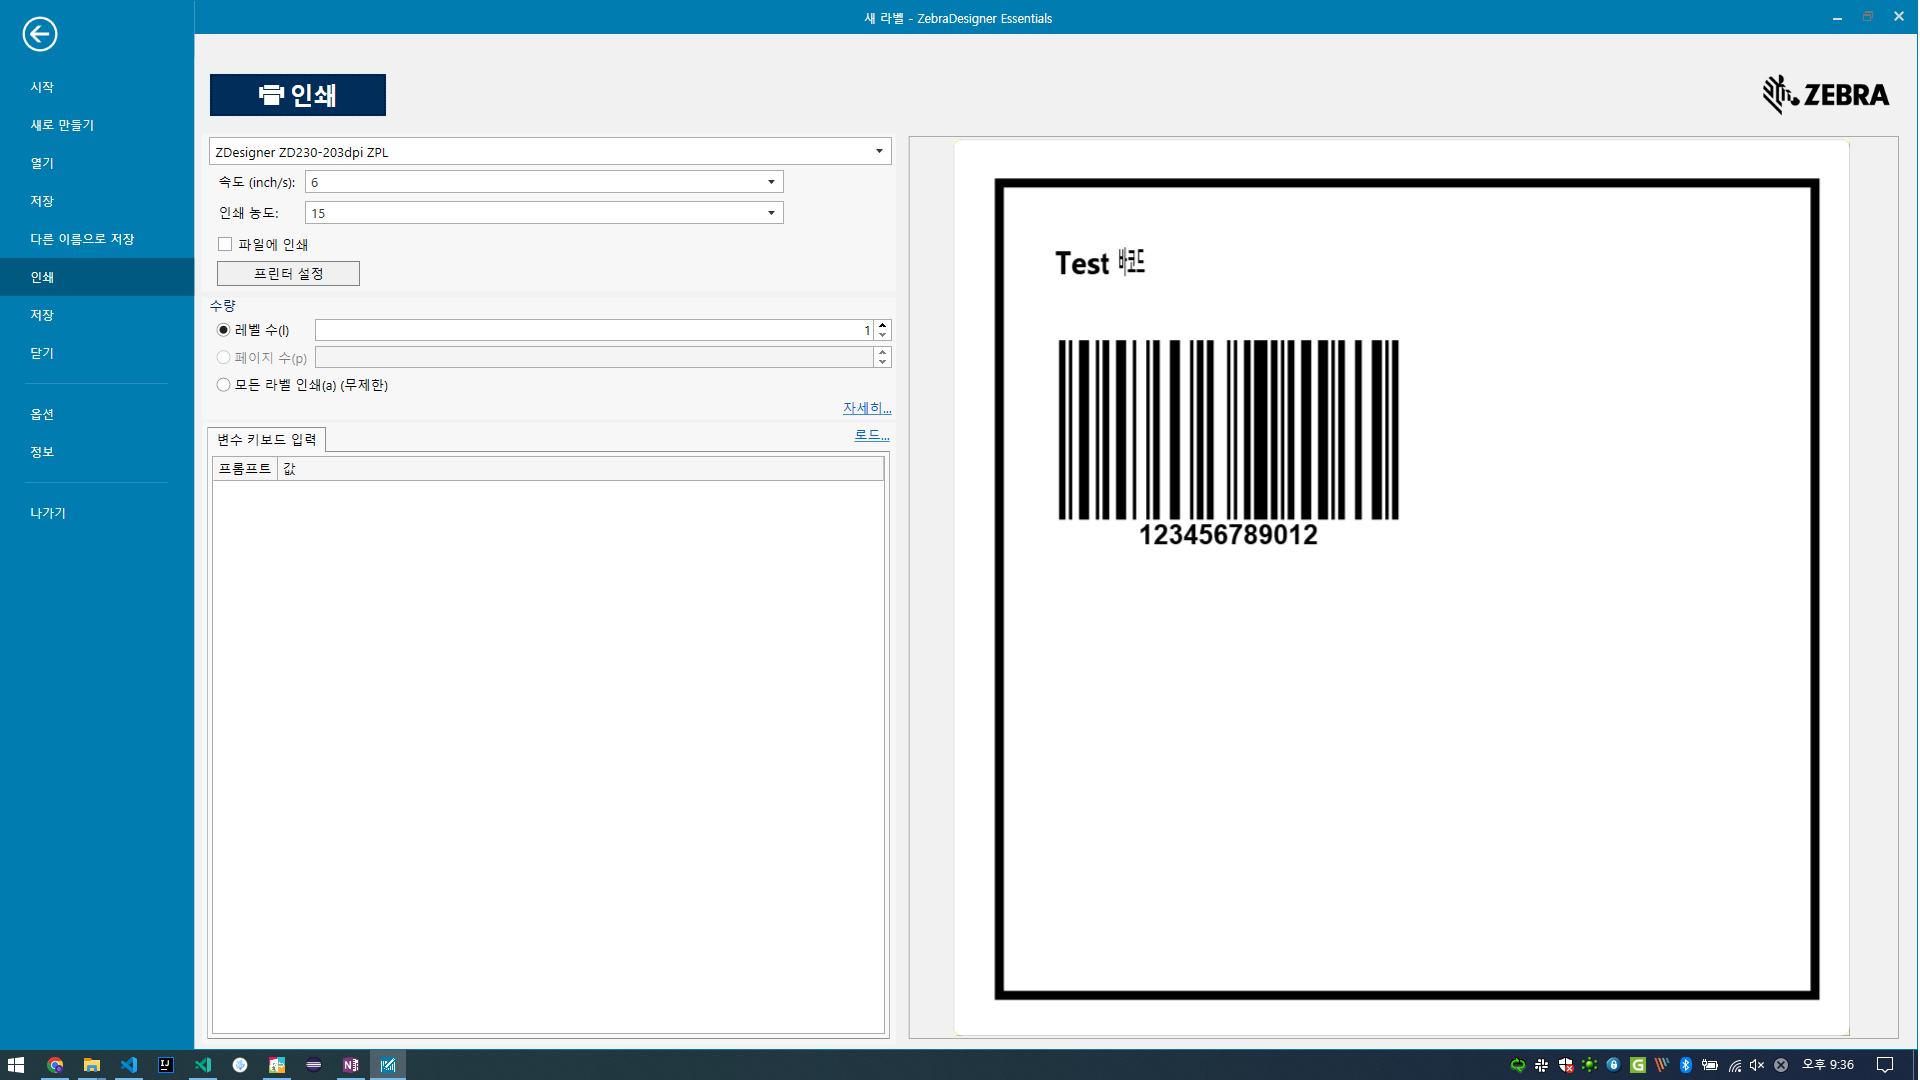 새 라벨 - ZebraDesigner Essentials
시작
새로 만들기
열기
저장
다른 이름으로 저장
인쇄
저장
닫기
옵션
정보
나가기
인쇄
ZEBRA
ZDesigner ZD230-203dpi ZPL
속도 (inch/s): 6
인쇄 농도: 15
파일에 인쇄
프린터 설정
수량
레벨 수(l) 1
페이지 수(p)
모든 라벨 인쇄(a) (무제한)
자세히...
변수 키보드 입력 로드...
프롬프트 값
Test 바코드
123456789012
오후 9:36